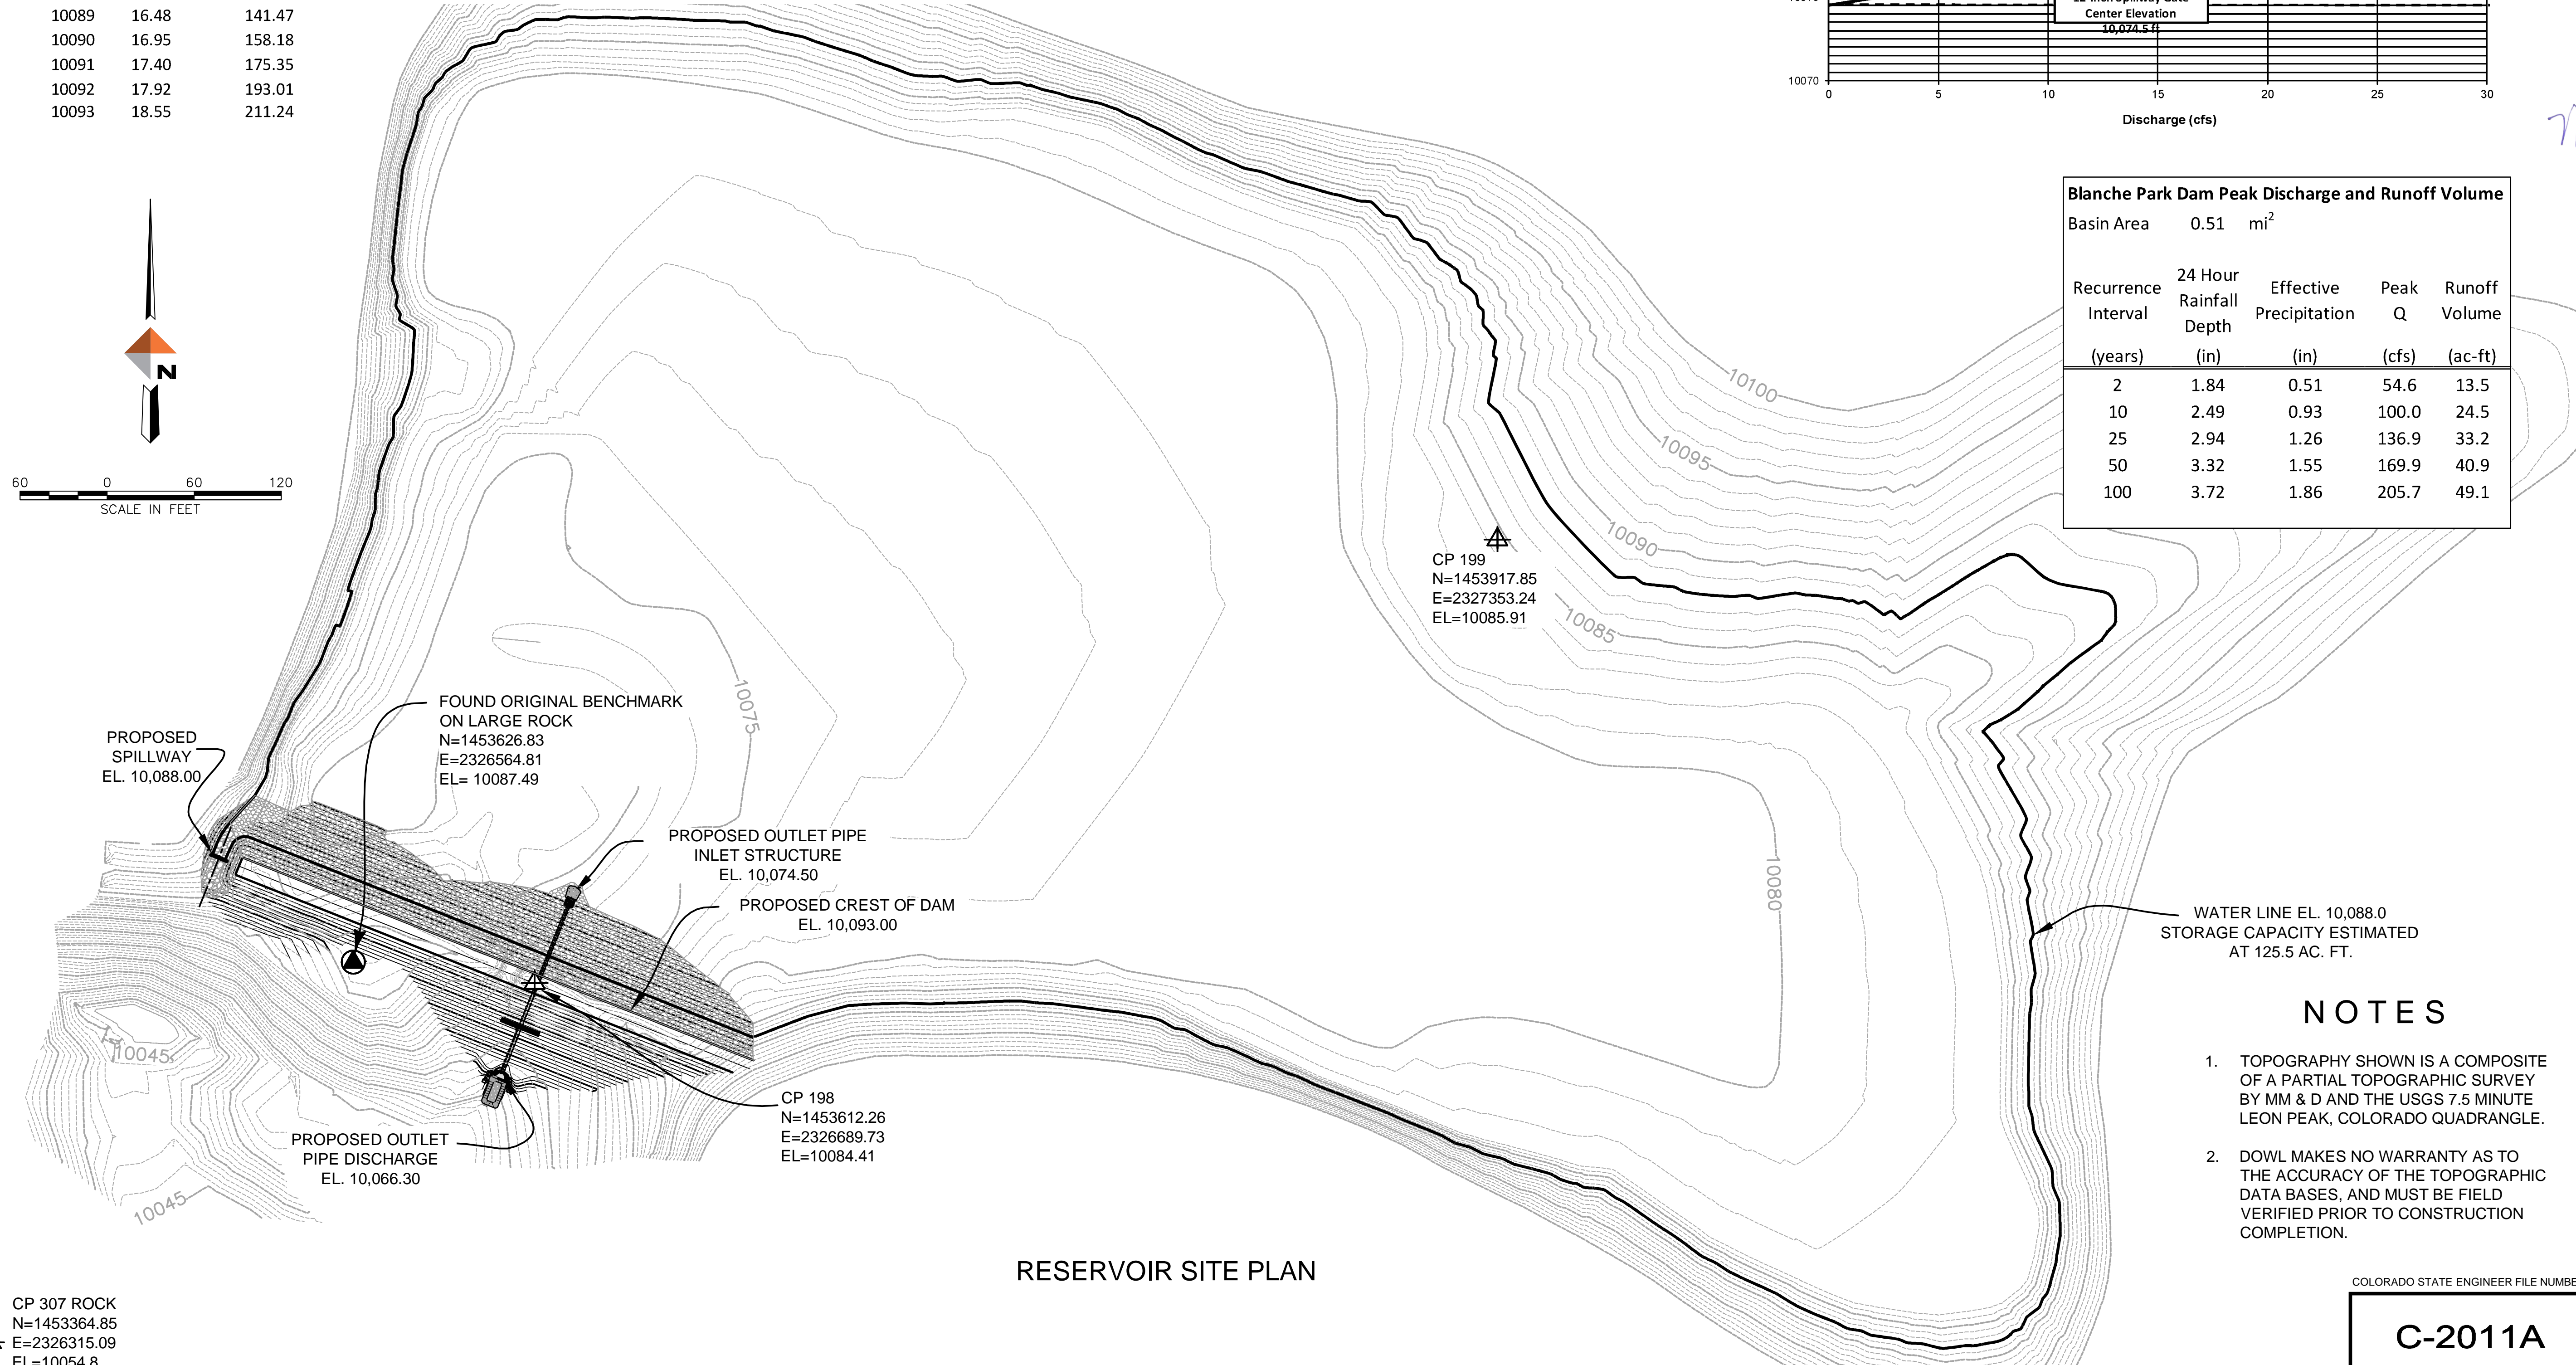 10089 16.48 141.47
10090 16.95 158.18
10091 17.40 175.35
10092 17.92 193.01
10093 18.55 211.24
Center Elevation
10,074.5 ft
10070
0 5 10 15 20 25 30
Discharge (cfs)
Blanche Park Dam Peak Discharge and Runoff Volume
Basin Area 0.51 mi2
Recurrence Interval (years) 24 Hour Rainfall Depth (in) Effective Precipitation (in) Peak Q (cfs) Runoff Volume (ac-ft)
2 1.84 0.51 54.6 13.5
10 2.49 0.93 100.0 24.5
25 2.94 1.26 136.9 33.2
50 3.32 1.55 169.9 40.9
100 3.72 1.86 205.7 49.1
N
60 0 60 120
SCALE IN FEET
10100
10095
10090
10085
10080
10075
10045
10045
CP 199
N=1453917.85
E=2327353.24
EL=10085.91
FOUND ORIGINAL BENCHMARK
ON LARGE ROCK
N=1453626.83
E=2326564.81
EL= 10087.49
PROPOSED
SPILLWAY
EL. 10,088.00
PROPOSED OUTLET PIPE
INLET STRUCTURE
EL. 10,074.50
PROPOSED CREST OF DAM
EL. 10,093.00
WATER LINE EL. 10,088.0
STORAGE CAPACITY ESTIMATED
AT 125.5 AC. FT.
CP 198
N=1453612.26
E=2326689.73
EL=10084.41
PROPOSED OUTLET
PIPE DISCHARGE
EL. 10,066.30
NOTES
1. TOPOGRAPHY SHOWN IS A COMPOSITE
OF A PARTIAL TOPOGRAPHIC SURVEY
BY MM & D AND THE USGS 7.5 MINUTE
LEON PEAK, COLORADO QUADRANGLE.
2. DOWL MAKES NO WARRANTY AS TO
THE ACCURACY OF THE TOPOGRAPHIC
DATA BASES, AND MUST BE FIELD
VERIFIED PRIOR TO CONSTRUCTION
COMPLETION.
RESERVOIR SITE PLAN
COLORADO STATE ENGINEER FILE
C-2011A
CP 307 ROCK
N=1453364.85
E=2326315.09
EL=10054.8